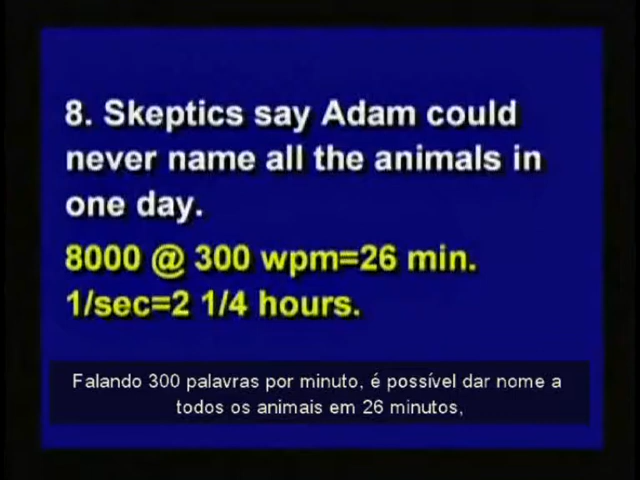 8. Skeptics say Adam could
never name all the animals in
one day.
8000 @ 300 wpm=26 min.
1/sec=2 1/4 hours.
Falando 300 palavras por minuto, é possível dar nome a
todos os animais em 26 minutos,